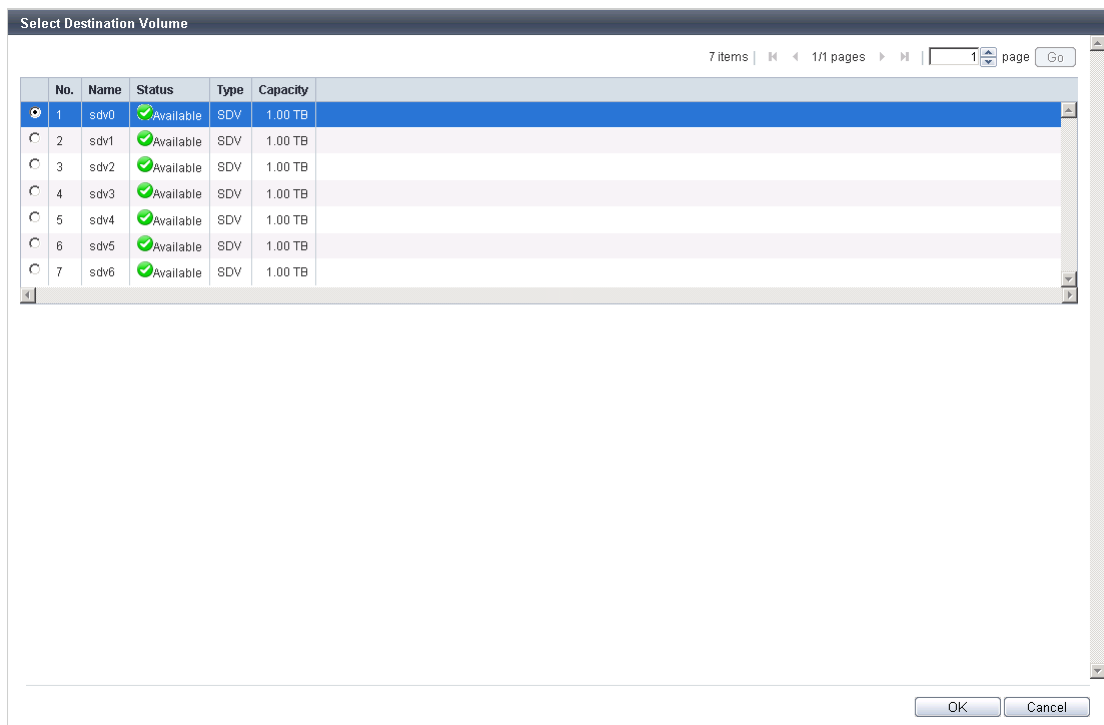 Select Destination Volume
7 items | 1/1 pages | 1 page Go
No. Name Status Type Capacity
1 sdv0 Available SDV 1.00 TB
2 sdv1 Available SDV 1.00 TB
3 sdv2 Available SDV 1.00 TB
4 sdv3 Available SDV 1.00 TB
5 sdv4 Available SDV 1.00 TB
6 sdv5 Available SDV 1.00 TB
7 sdv6 Available SDV 1.00 TB
OK Cancel